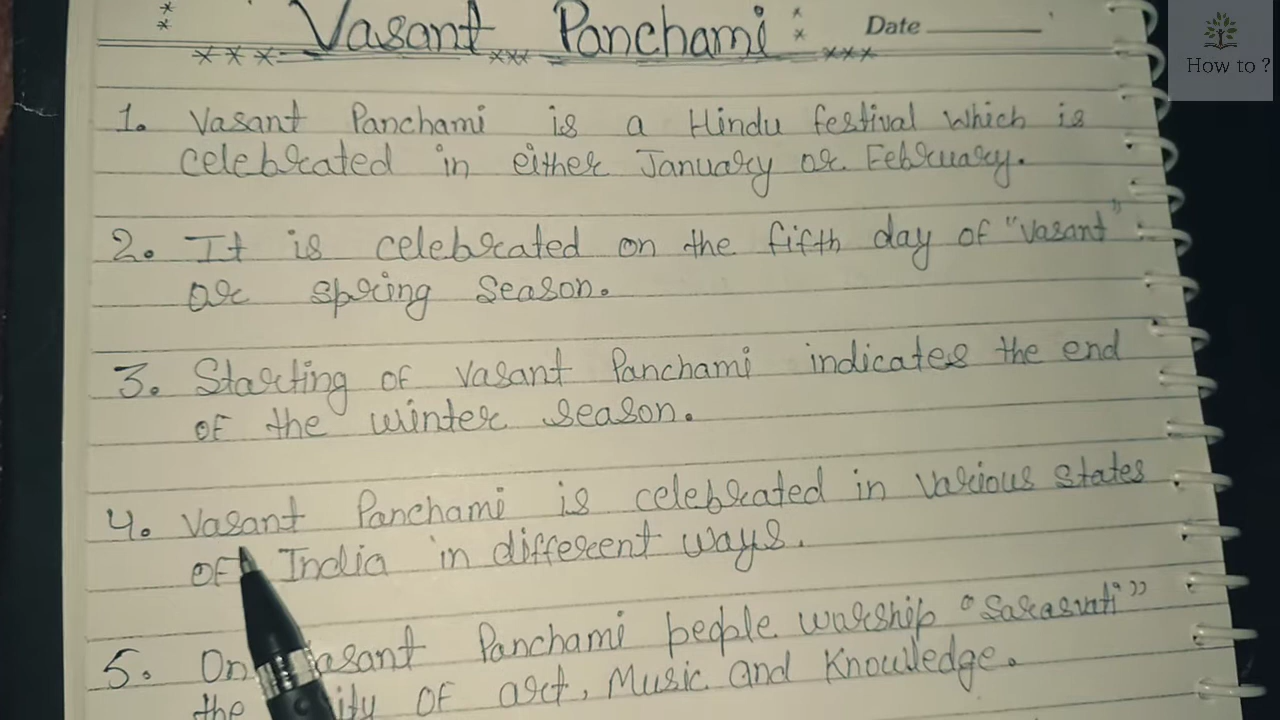 Vasant Panchami
Date
How to ?
1. Vasant Panchami is a Hindu festival which is
celebrated in either January or February.
2. It is celebrated on the fifth day of "Vasant"
or spring season.
3. Starting of Vasant Panchami indicates the end
of the winter season.
4. Vasant Panchami is celebrated in various states
of India in different ways.
5. On Panchami people warship "Sarasvti"
the of art, Music and Knowledge.